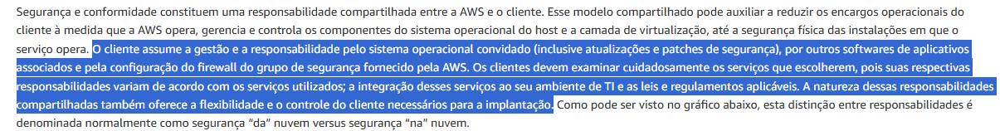 Segurança e conformidade constituem uma responsabilidade compartilhada entre a AWS e o cliente. Esse modelo compartilhado pode auxiliar a reduzir os encargos operacionais do
cliente à medida que a AWS opera, gerencia e controla os componentes do sistema operacional do host e a camada de virtualização, até a segurança física das instalações em que o
serviço opera. O cliente assume a gestão e a responsabilidade pelo sistema operacional convidado (inclusive atualizações e patches de segurança), por outros softwares de aplicativos
associados e pela configuração do firewall do grupo de segurança fornecido pela AWS. Os clientes devem examinar cuidadosamente os serviços que escolherem, pois suas respectivas
responsabilidades variam de acordo com os serviços utilizados; a integração desses serviços ao seu ambiente de TI e as leis e regulamentos aplicáveis. A natureza dessas responsabilidades
compartilhadas também oferece a flexibilidade e o controle do cliente necessários para a implantação. Como pode ser visto no gráfico abaixo, esta distinção entre responsabilidades é
denominada normalmente como segurança “da” nuvem versus segurança “na” nuvem.